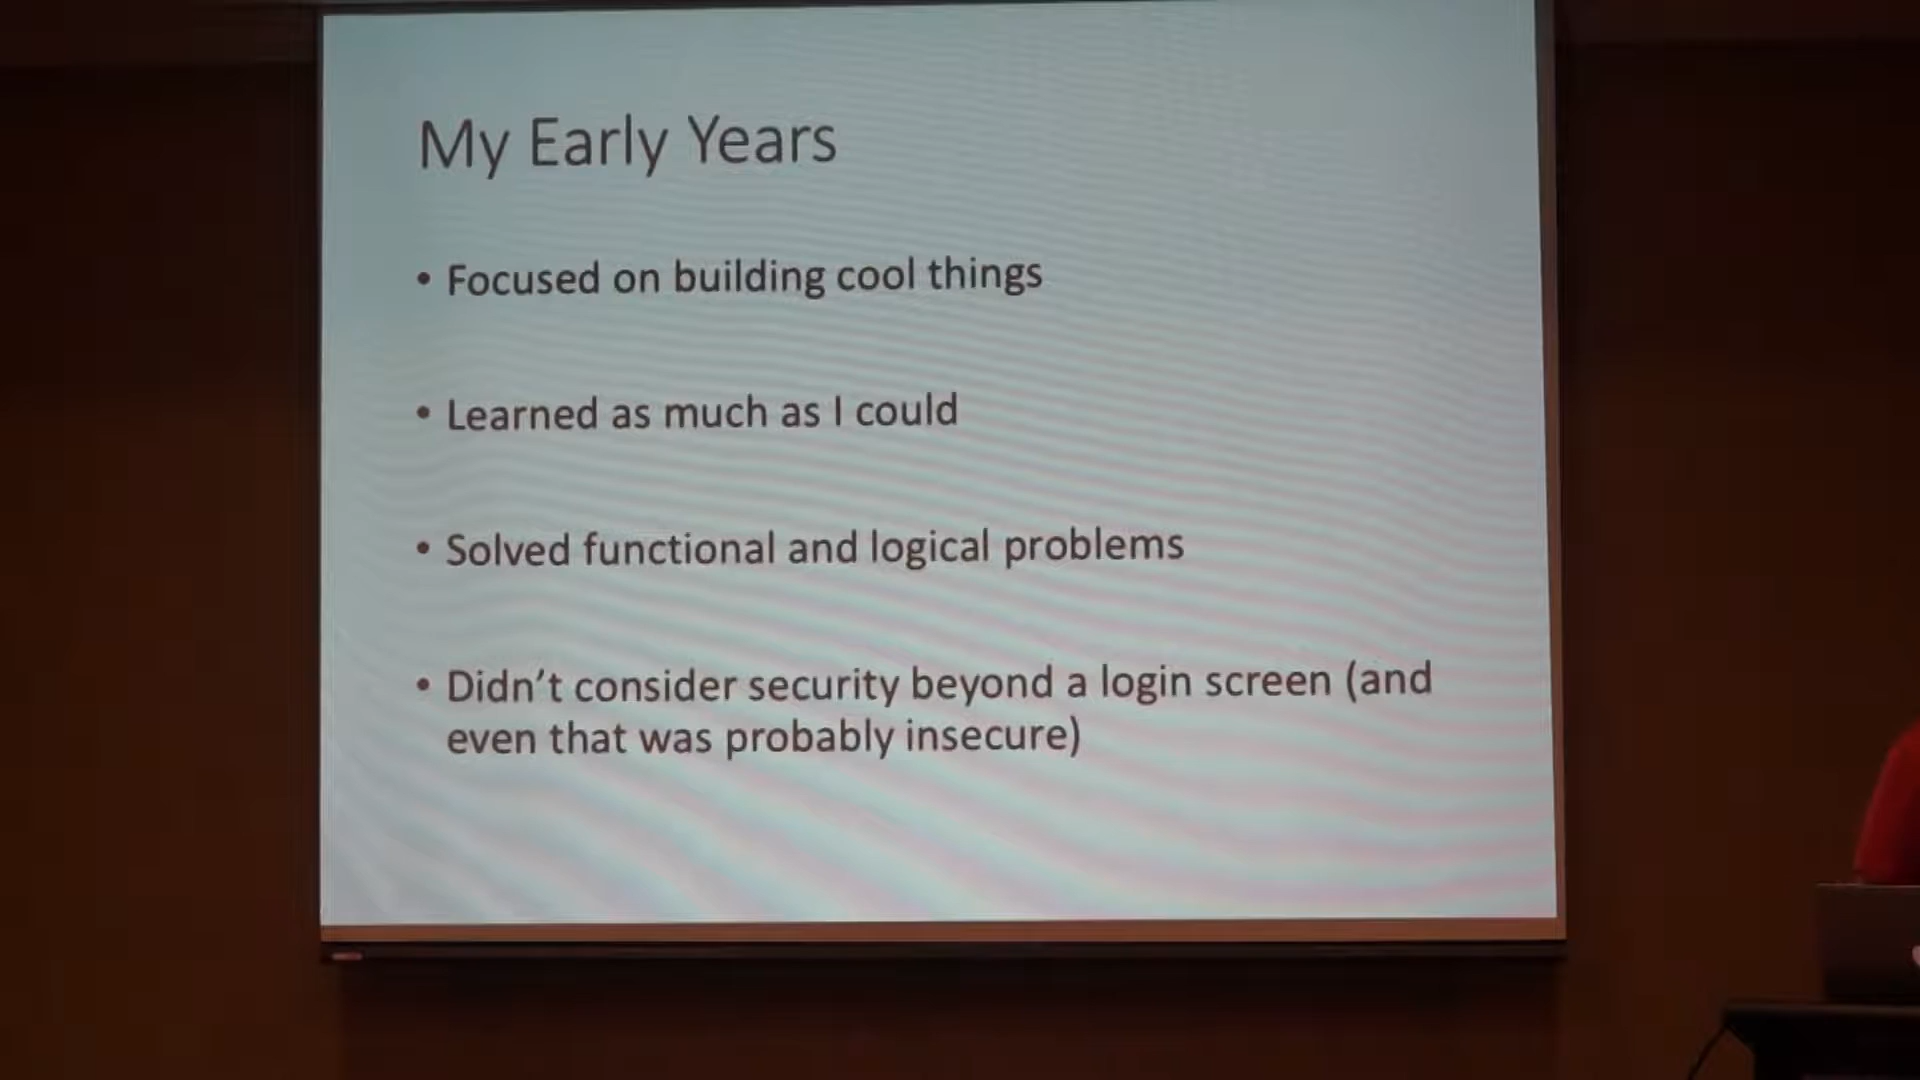 My Early Years
• Focused on building cool things
• Learned as much as I could
• Solved functional and logical problems
• Didn't consider security beyond a login screen (and
even that was probably insecure)